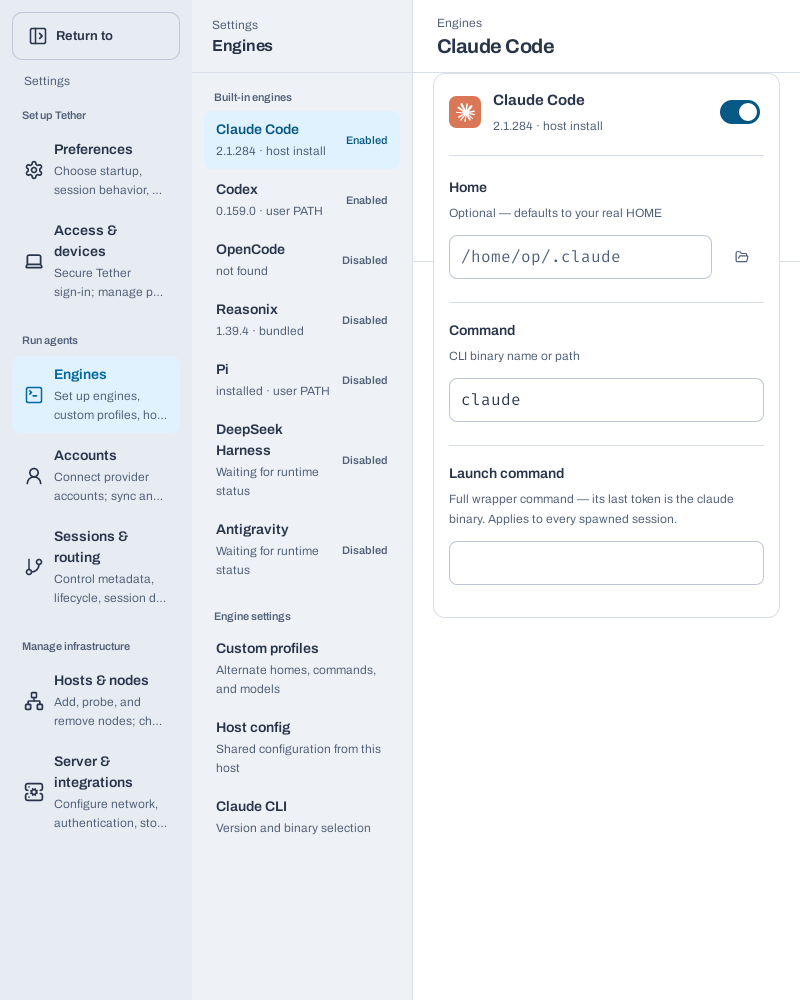 Return to
Settings
Set up Tether
Preferences
Choose startup,
session behavior, ...
Access &
devices
Secure Tether
sign-in; manage p...
Run agents
Engines
Set up engines,
custom profiles, ho...
Accounts
Connect provider
accounts; sync an...
Sessions &
routing
Control metadata,
lifecycle, session d...
Manage infrastructure
Hosts & nodes
Add, probe, and
remove nodes; ch...
Server &
integrations
Configure network,
authentication, sto...
Settings
Engines
Built-in engines
Claude Code
2.1.284 · host install
Enabled
Codex
0.159.0 · user PATH
Enabled
OpenCode
not found
Disabled
Reasonix
1.39.4 · bundled
Disabled
Pi
installed · user PATH
Disabled
DeepSeek
Harness
Waiting for runtime
status
Disabled
Antigravity
Waiting for runtime
status
Disabled
Engine settings
Custom profiles
Alternate homes, commands,
and models
Host config
Shared configuration from this
host
Claude CLI
Version and binary selection
Engines
Claude Code
Claude Code
2.1.284 · host install
Home
Optional — defaults to your real HOME
/home/op/.claude
Command
CLI binary name or path
claude
Launch command
Full wrapper command — its last token is the claude
binary. Applies to every spawned session.